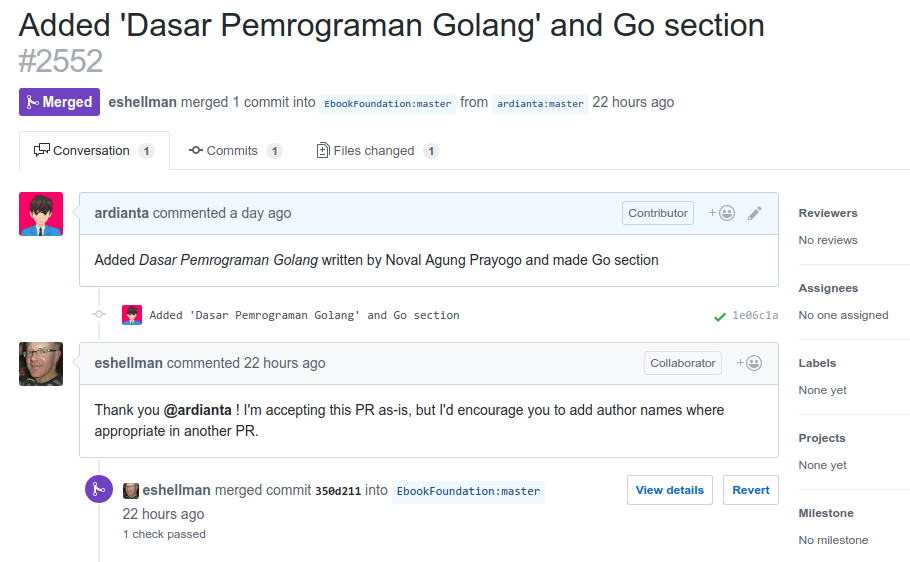 Added 'Dasar Pemrograman Golang' and Go section
#2552
Merged eshellman merged 1 commit into EbookFoundation:master from ardianta:master 22 hours ago
Conversation 1 Commits 1 Files changed 1
ardianta commented a day ago Contributor +
Added Dasar Pemrograman Golang written by Noval Agung Prayogo and made Go section
Added 'Dasar Pemrograman Golang' and Go section 1e06c1a
eshellman commented 22 hours ago Collaborator +
Thank you @ardianta ! I'm accepting this PR as-is, but I'd encourage you to add author names where
appropriate in another PR.
eshellman merged commit 350d211 into EbookFoundation:master
22 hours ago
1 check passed
View details Revert
Reviewers
No reviews
Assignees
No one assigned
Labels
None yet
Projects
None yet
Milestone
No milestone